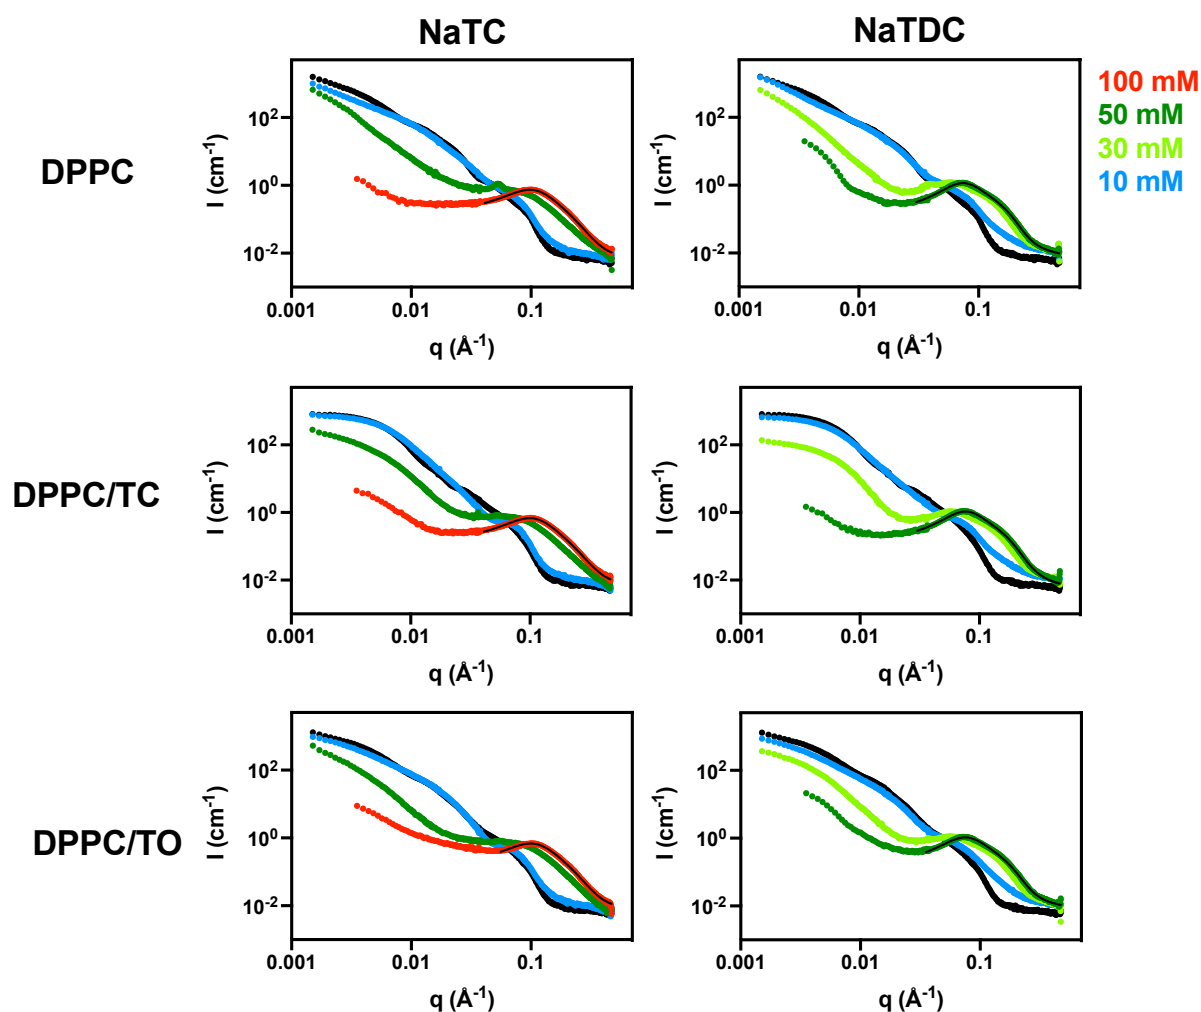 NaTC
NaTDC
100 mM
50 mM
30 mM
10 mM
DPPC
I (cm⁻¹)
10²
10⁰
10⁻²
0.001
0.01
0.1
q (Å⁻¹)
I (cm⁻¹)
10²
10⁰
10⁻²
0.001
0.01
0.1
q (Å⁻¹)
DPPC/TC
I (cm⁻¹)
10²
10⁰
10⁻²
0.001
0.01
0.1
q (Å⁻¹)
I (cm⁻¹)
10²
10⁰
10⁻²
0.001
0.01
0.1
q (Å⁻¹)
DPPC/TO
I (cm⁻¹)
10²
10⁰
10⁻²
0.001
0.01
0.1
q (Å⁻¹)
I (cm⁻¹)
10²
10⁰
10⁻²
0.001
0.01
0.1
q (Å⁻¹)